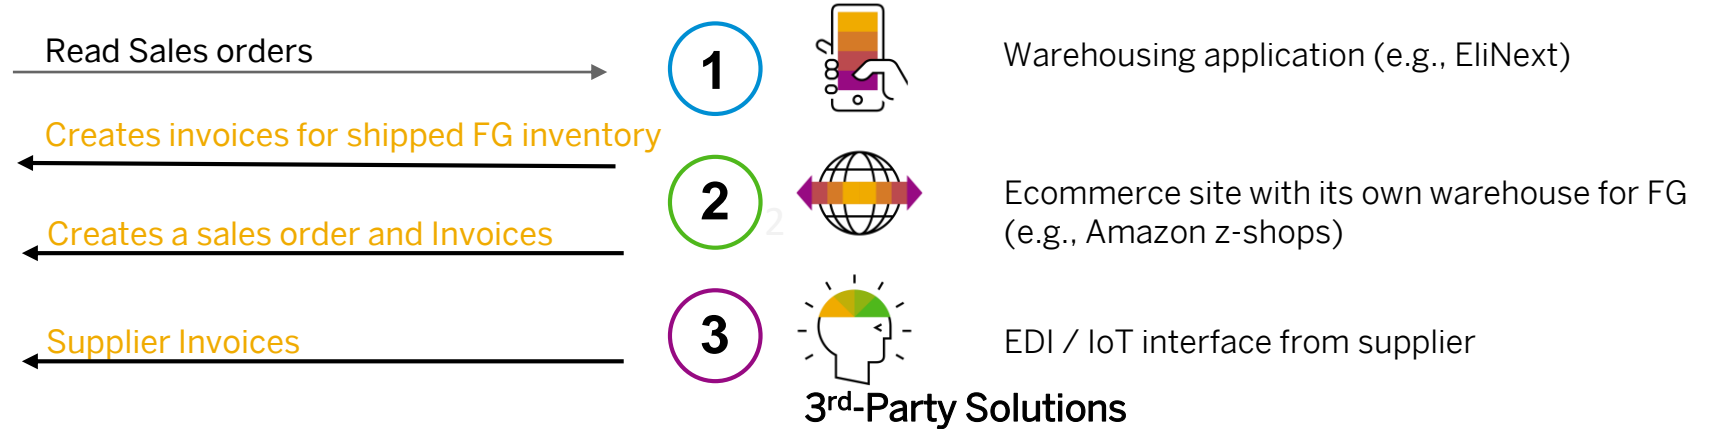 Read Sales orders
1
Warehousing application (e.g., EliNext)
Creates invoices for shipped FG inventory
2
2
Ecommerce site with its own warehouse for FG
(e.g., Amazon z-shops)
Creates a sales order and Invoices
3
Supplier Invoices
EDI / IoT interface from supplier
3rd-Party Solutions